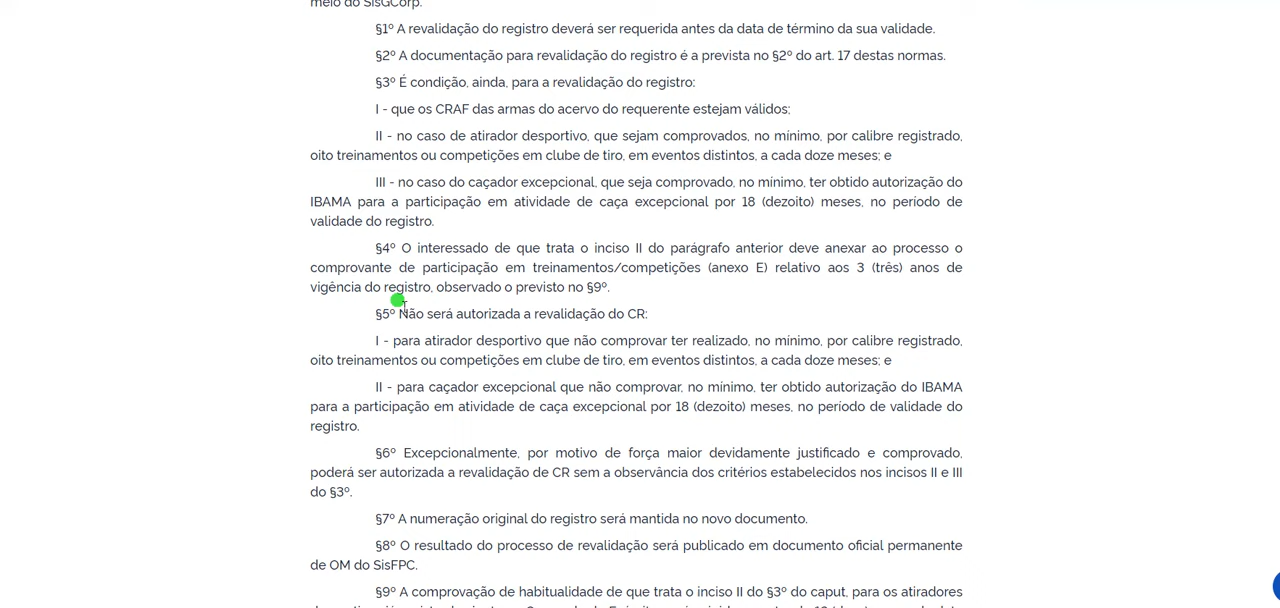 meio do SisGCorp.
§1º A revalidação do registro deverá ser requerida antes da data de término da sua validade.
§2º A documentação para revalidação do registro é a prevista no §2º do art. 17 destas normas.
§3º É condição, ainda, para a revalidação do registro:
I - que os CRAF das armas do acervo do requerente estejam válidos;
II - no caso de atirador desportivo, que sejam comprovados, no mínimo, por calibre registrado,
oito treinamentos ou competições em clube de tiro, em eventos distintos, a cada doze meses; e
III - no caso do caçador excepcional, que seja comprovado, no mínimo, ter obtido autorização do
IBAMA para a participação em atividade de caça excepcional por 18 (dezoito) meses, no período de
validade do registro.
§4º O interessado de que trata o inciso II do parágrafo anterior deve anexar ao processo o
comprovante de participação em treinamentos/competições (anexo E) relativo aos 3 (três) anos de
vigência do registro, observado o previsto no §9º.
§5º Não será autorizada a revalidação do CR:
I - para atirador desportivo que não comprovar ter realizado, no mínimo, por calibre registrado,
oito treinamentos ou competições em clube de tiro, em eventos distintos, a cada doze meses; e
II - para caçador excepcional que não comprovar, no mínimo, ter obtido autorização do IBAMA
para a participação em atividade de caça excepcional por 18 (dezoito) meses, no período de validade do
registro.
§6º Excepcionalmente, por motivo de força maior devidamente justificado e comprovado,
poderá ser autorizada a revalidação de CR sem a observância dos critérios estabelecidos nos incisos II e III
do §3º.
§7º A numeração original do registro será mantida no novo documento.
§8º O resultado do processo de revalidação será publicado em documento oficial permanente
de OM do SisFPC.
§9º A comprovação de habitualidade de que trata o inciso II do §3º do caput, para os atiradores